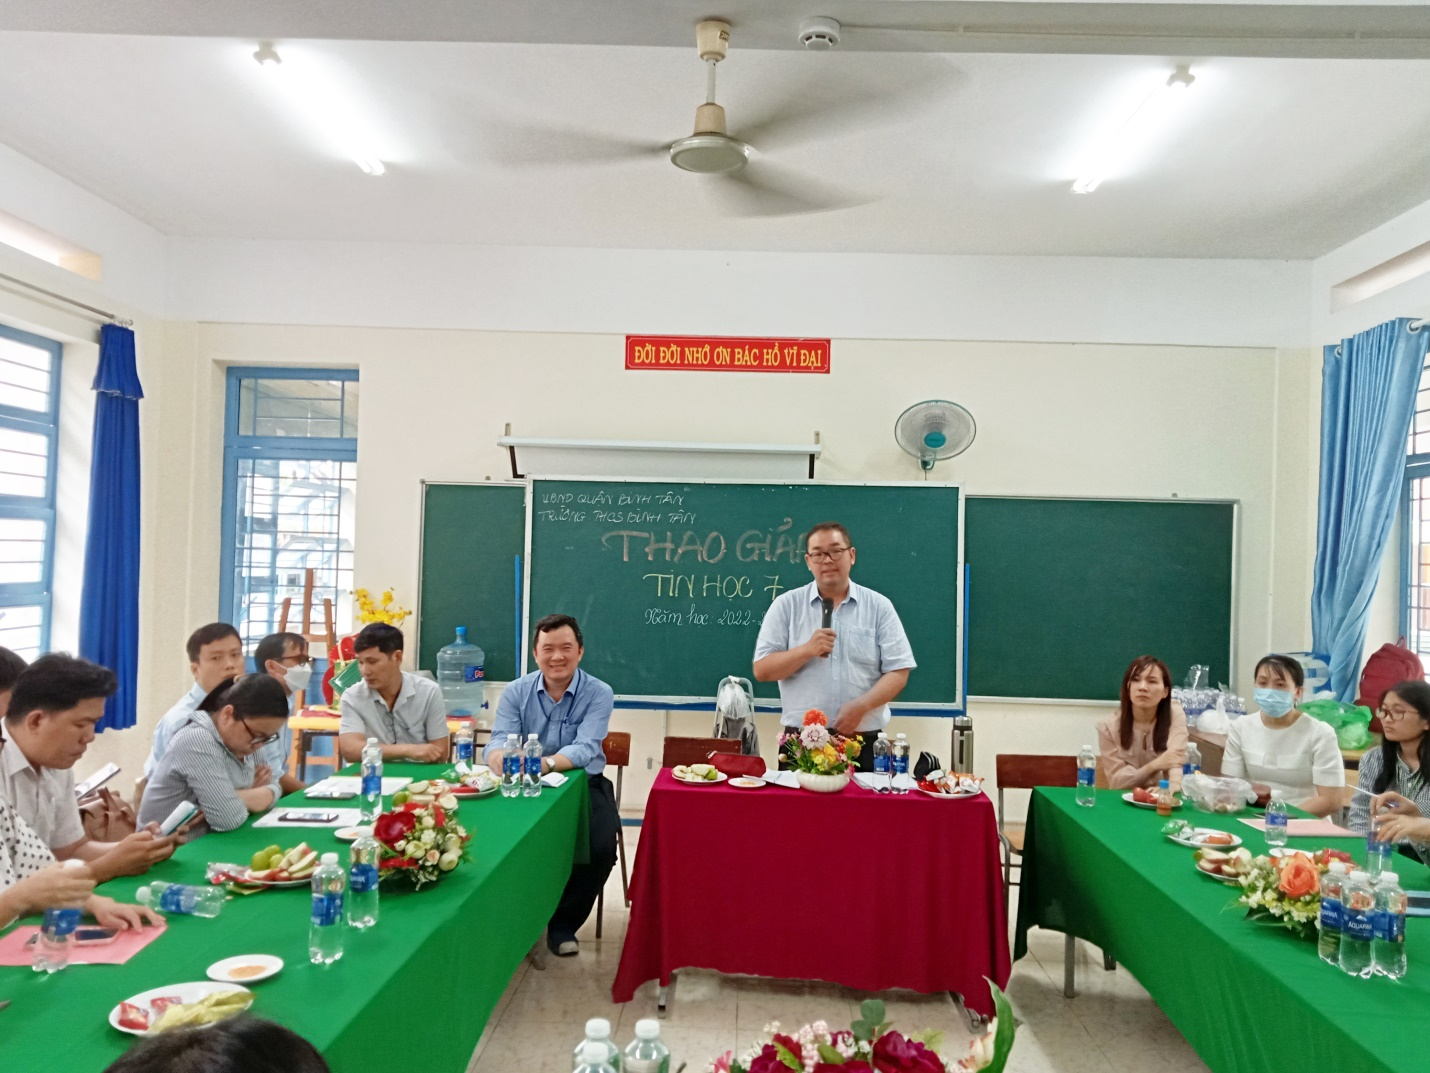 ĐỜI ĐỜI NHỚ ƠN BÁC HỒ VĨ ĐẠI
UBND QUẬN BÌNH TÂN
TRƯỜNG THCS BÌNH TÂN
THAO GIẢ
TIN HỌC 7
Năm học: 2022-2
AQUAFINA